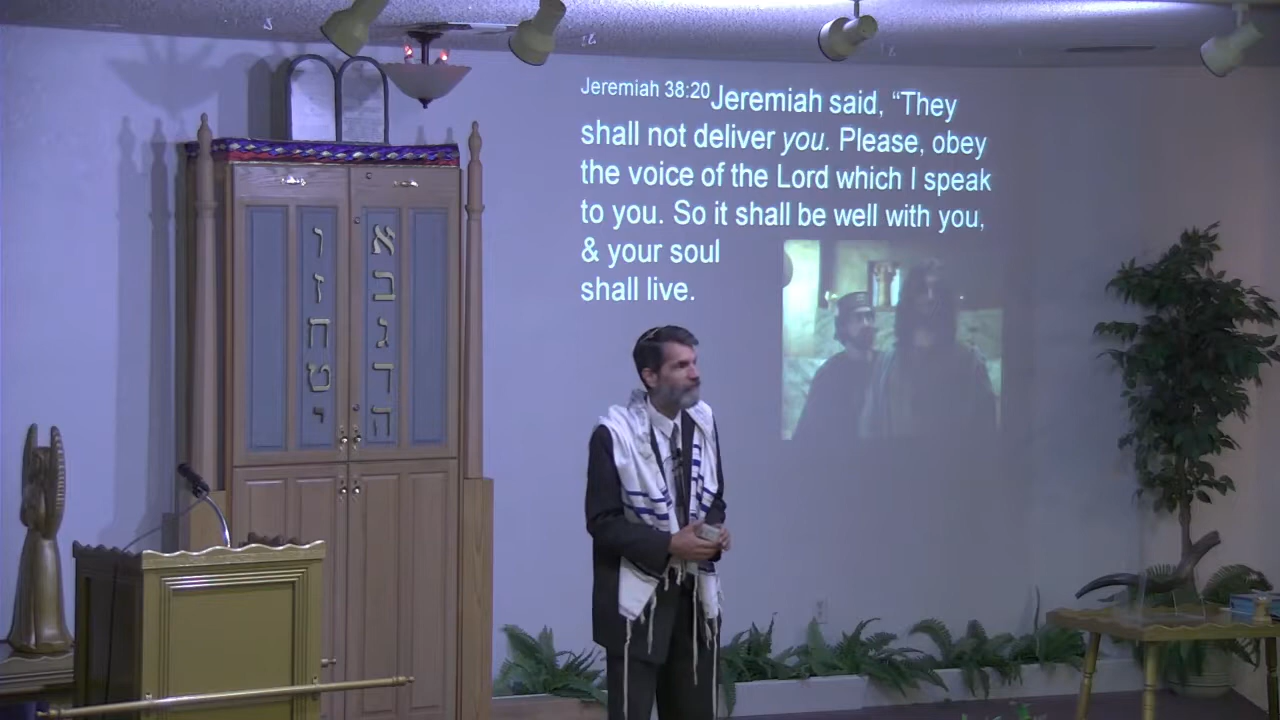 Jeremiah 38:20 Jeremiah said, “They
shall not deliver you. Please, obey
the voice of the Lord which I speak
to you. So it shall be well with you,
& your soul
shall live.
א
ב
ג
ד
ה
ו
ז
ח
ט
י